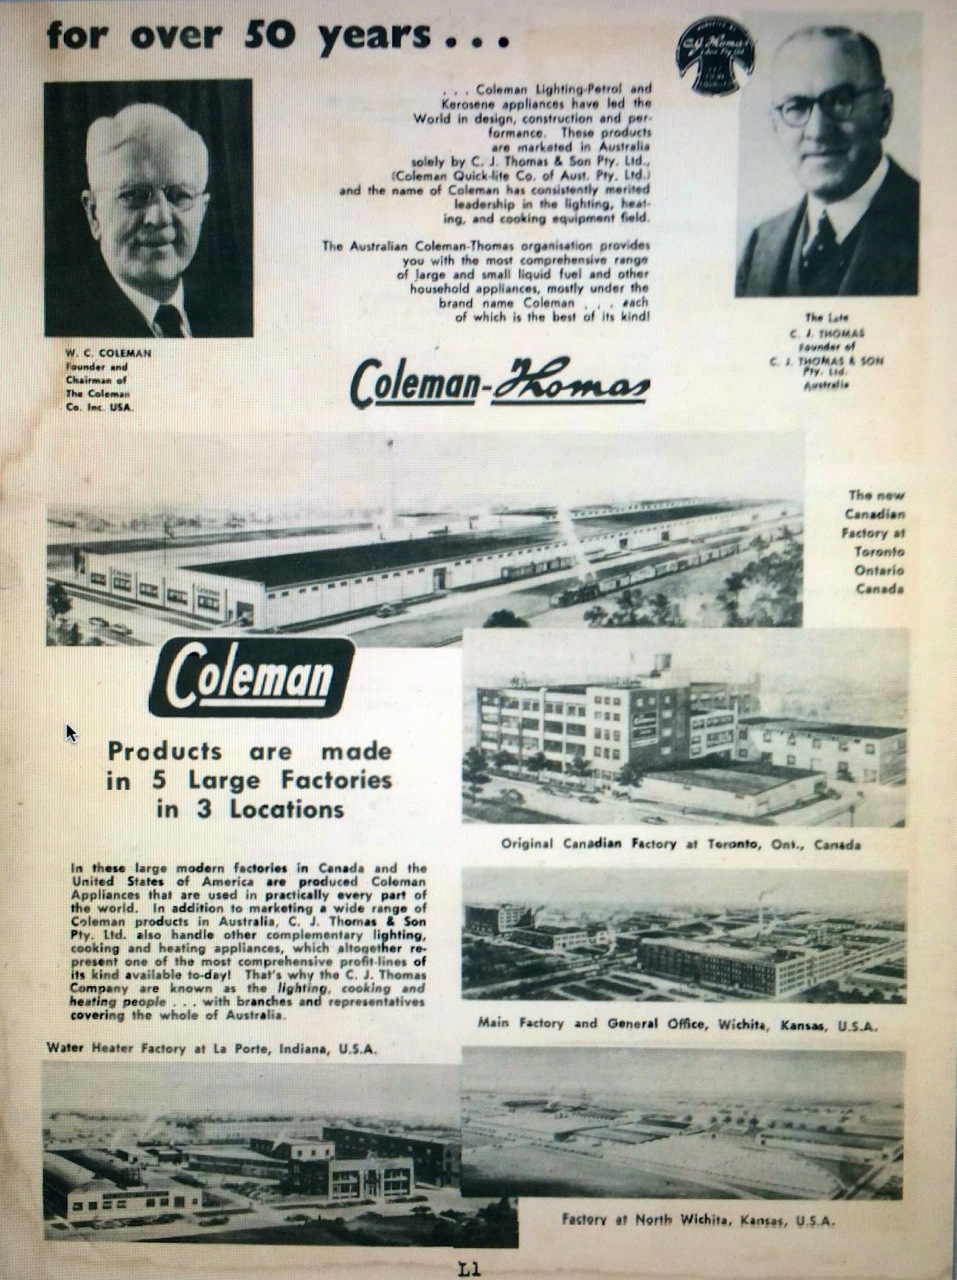 for over 50 years...
. . . Coleman Lighting-Petrol and
Kerosene appliances have led the
World in design, construction and per-
formance. These products
are marketed in Australia
solely by C. J. Thomas & Son Pty. Ltd.,
(Coleman Quick-lite Co. of Aust. Pty. Ltd.)
and the name of Coleman has consistently merited
leadership in the lighting, heat-
ing, and cooking equipment field.
The Australian Coleman-Thomas organisation provides
you with the most comprehensive range
of large and small liquid fuel and other
household appliances, mostly under the
brand name Coleman . . . each
of which is the best of its kind!
C. J. Thomas
W. C. COLEMAN
Founder and
Chairman of
The Coleman
Co. Inc. USA.
The Late
C. J. THOMAS
Founder of
C. J. THOMAS & SON
Pty. Ltd.
Australia
Coleman-Thomas
The new
Canadian
Factory at
Toronto
Ontario
Canada
Coleman
Products are made
in 5 Large Factories
in 3 Locations
Original Canadian Factory at Toronto, Ont., Canada
In these large modern factories in Canada and the
United States of America are produced Coleman
Appliances that are used in practically every part of
the world. In addition to marketing a wide range of
Coleman products in Australia, C. J. Thomas & Son
Pty. Ltd. also handle other complementary lighting,
cooking and heating appliances, which altogether re-
present one of the most comprehensive profit-lines of
its kind available to-day! That's why the C. J. Thomas
Company are known as the lighting, cooking and
heating people . . . with branches and representatives
covering the whole of Australia.
Main Factory and General Office, Wichita, Kansas, U.S.A.
Water Heater Factory at La Porte, Indiana, U.S.A.
Factory at North Wichita, Kansas, U.S.A.
L1